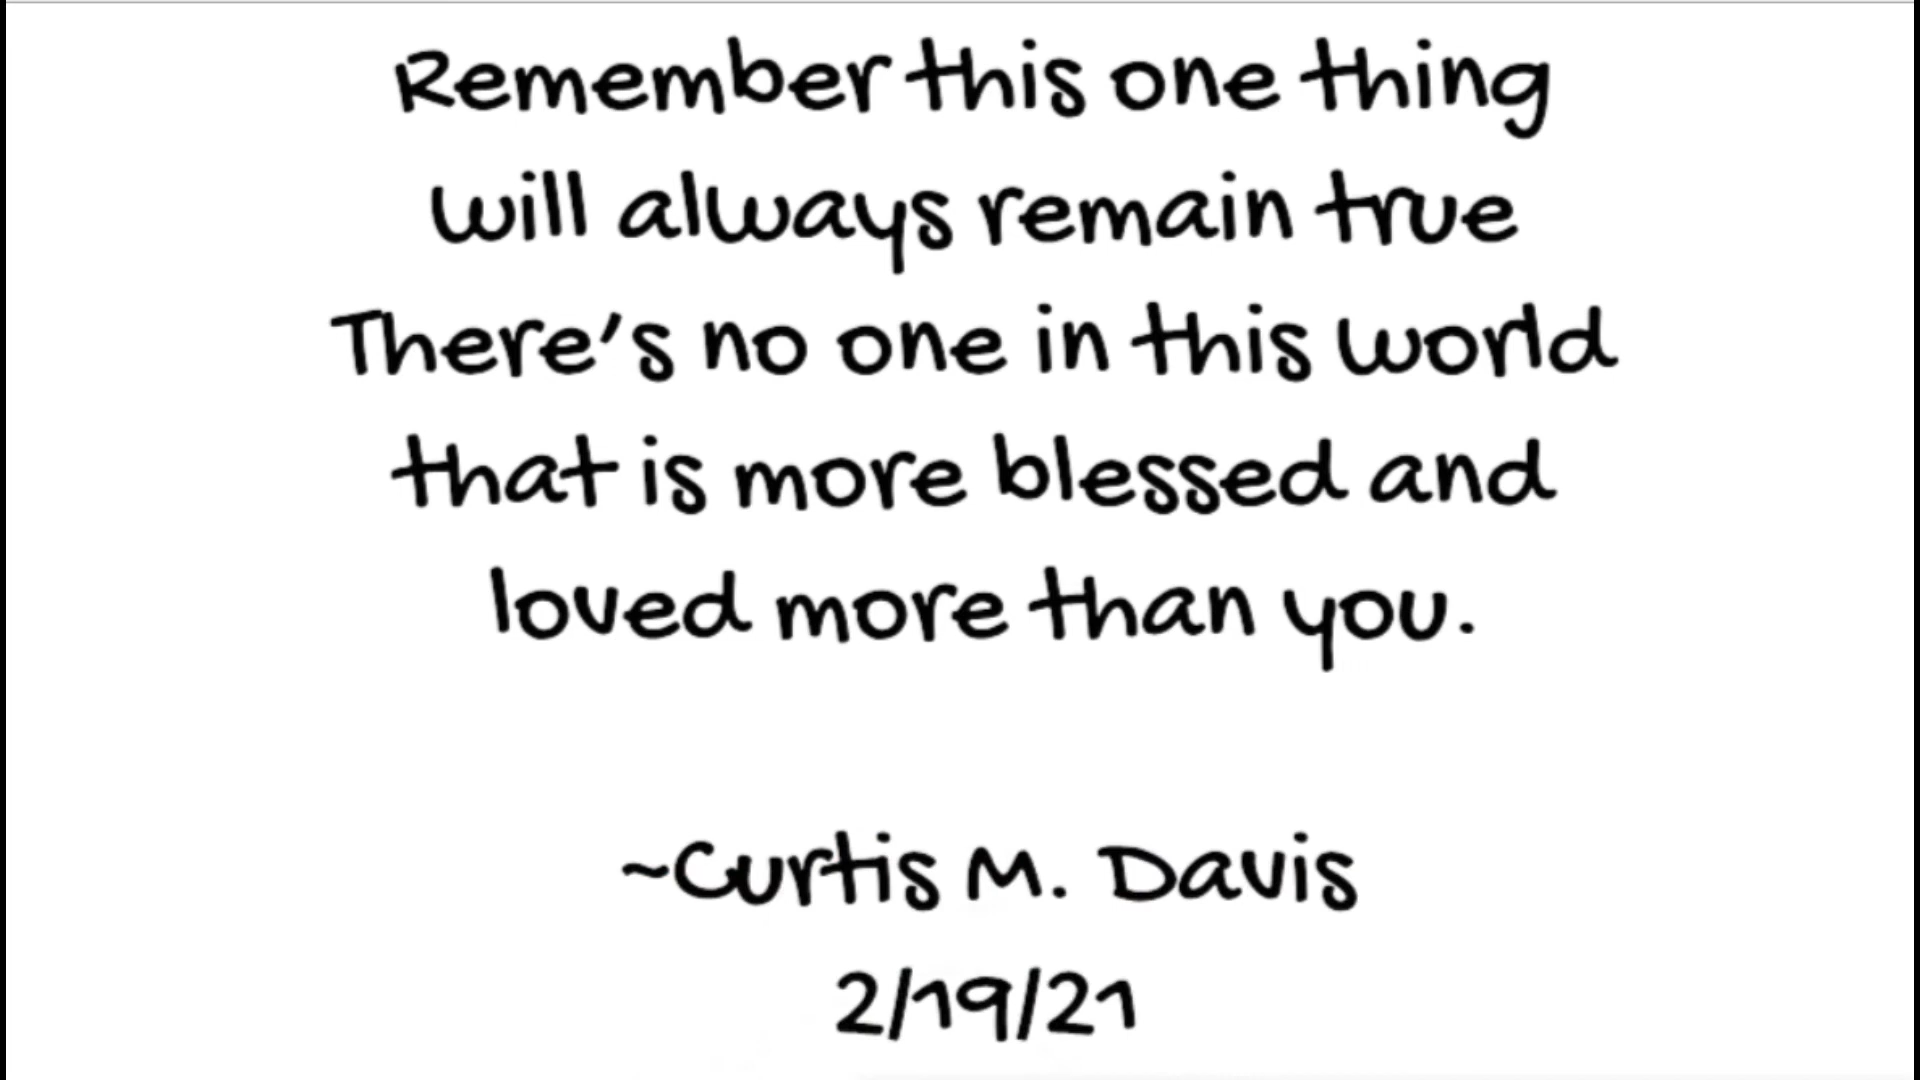 Remember this one thing
will always remain true
There's no one in this world
that is more blessed and
loved more than you.
~Curtis M. Davis
2/19/21